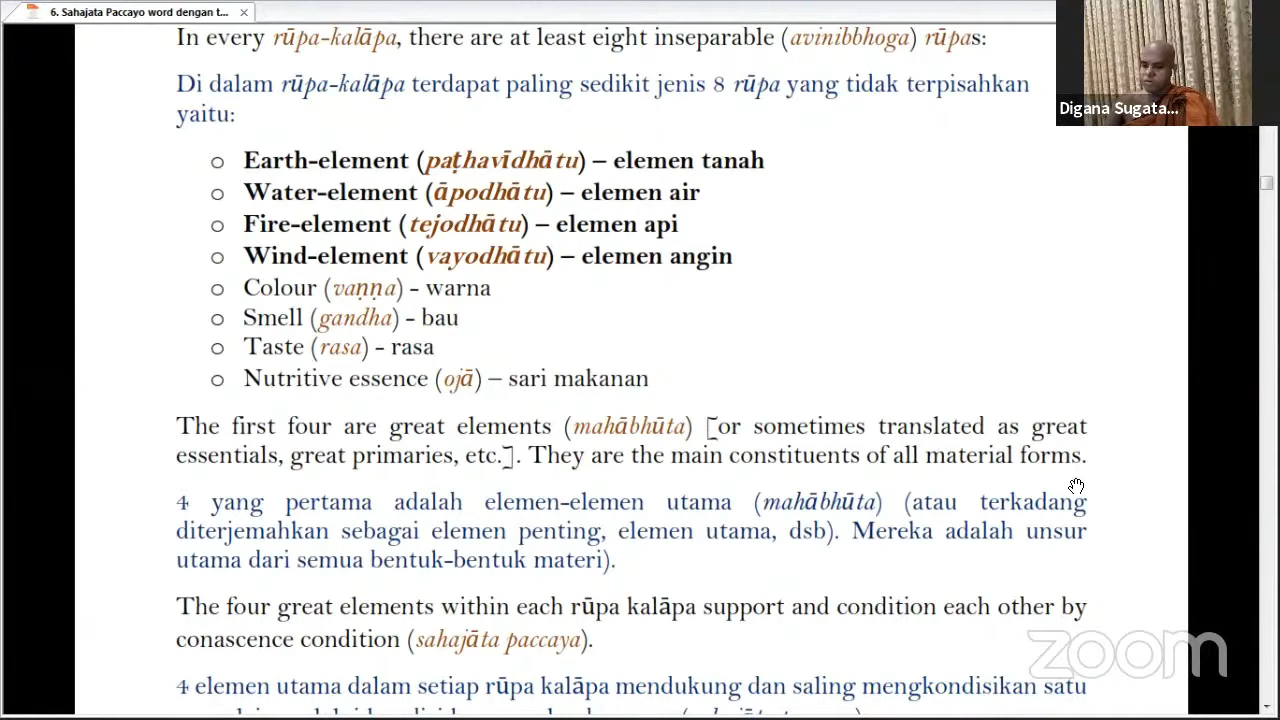 6. Sahajata Paccayo word dengan t...
In every rūpa-kalāpa, there are at least eight inseparable (avinibbhoga) rūpas:
Di dalam rūpa-kalāpa terdapat paling sedikit jenis 8 rūpa yang tidak terpisahkan
yaitu:
Digana Sugata...
o Earth-element (paṭhavīdhātu) – elemen tanah
o Water-element (āpodhātu) – elemen air
o Fire-element (tejodhātu) – elemen api
o Wind-element (vayodhātu) – elemen angin
o Colour (vaṇṇa) - warna
o Smell (gandha) - bau
o Taste (rasa) - rasa
o Nutritive essence (ojā) – sari makanan
The first four are great elements (mahābhūta) [or sometimes translated as great
essentials, great primaries, etc.]. They are the main constituents of all material forms.
4 yang pertama adalah elemen-elemen utama (mahābhūta) (atau terkadang
diterjemahkan sebagai elemen penting, elemen utama, dsb). Mereka adalah unsur
utama dari semua bentuk-bentuk materi).
The four great elements within each rūpa kalāpa support and condition each other by
conascence condition (sahajāta paccaya).
zoom
4 elemen utama dalam setiap rūpa kalāpa mendukung dan saling mengkondisikan satu